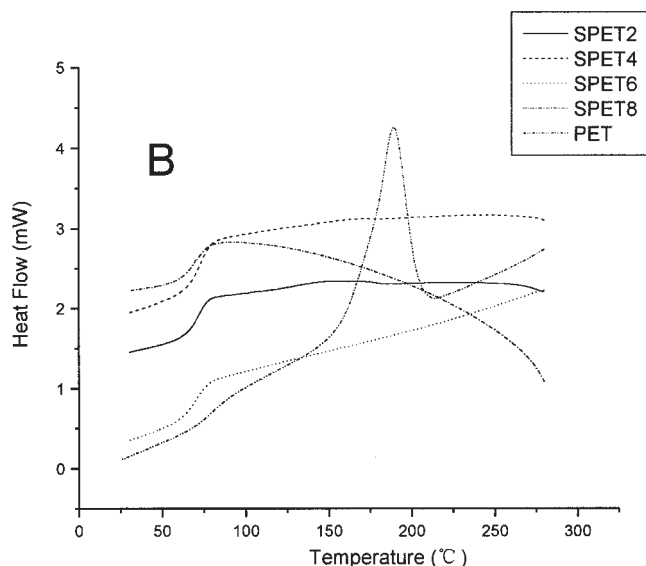 SPET2
SPET4
SPET6
SPET8
PET
B
5
4
3
2
1
0
Heat Flow (mW)
0 50 100 150 200 250 300
Temperature (℃)